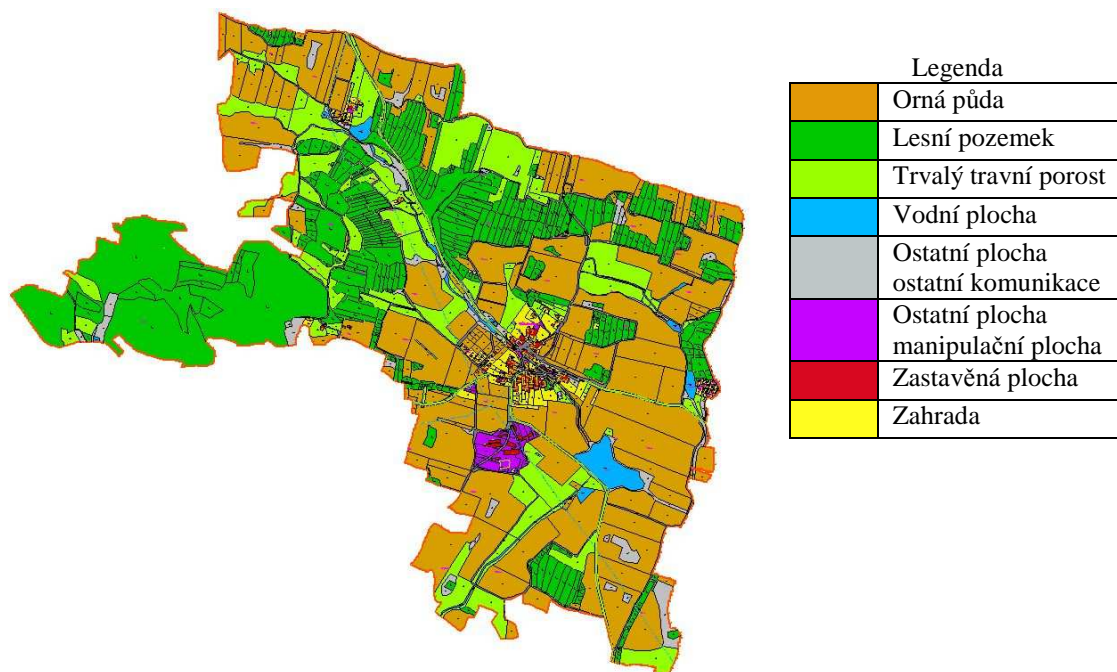 Legenda
Orná půda
Lesní pozemek
Trvalý travní porost
Vodní plocha
Ostatní plocha
ostatní komunikace
Ostatní plocha
manipulační plocha
Zastavěná plocha
Zahrada